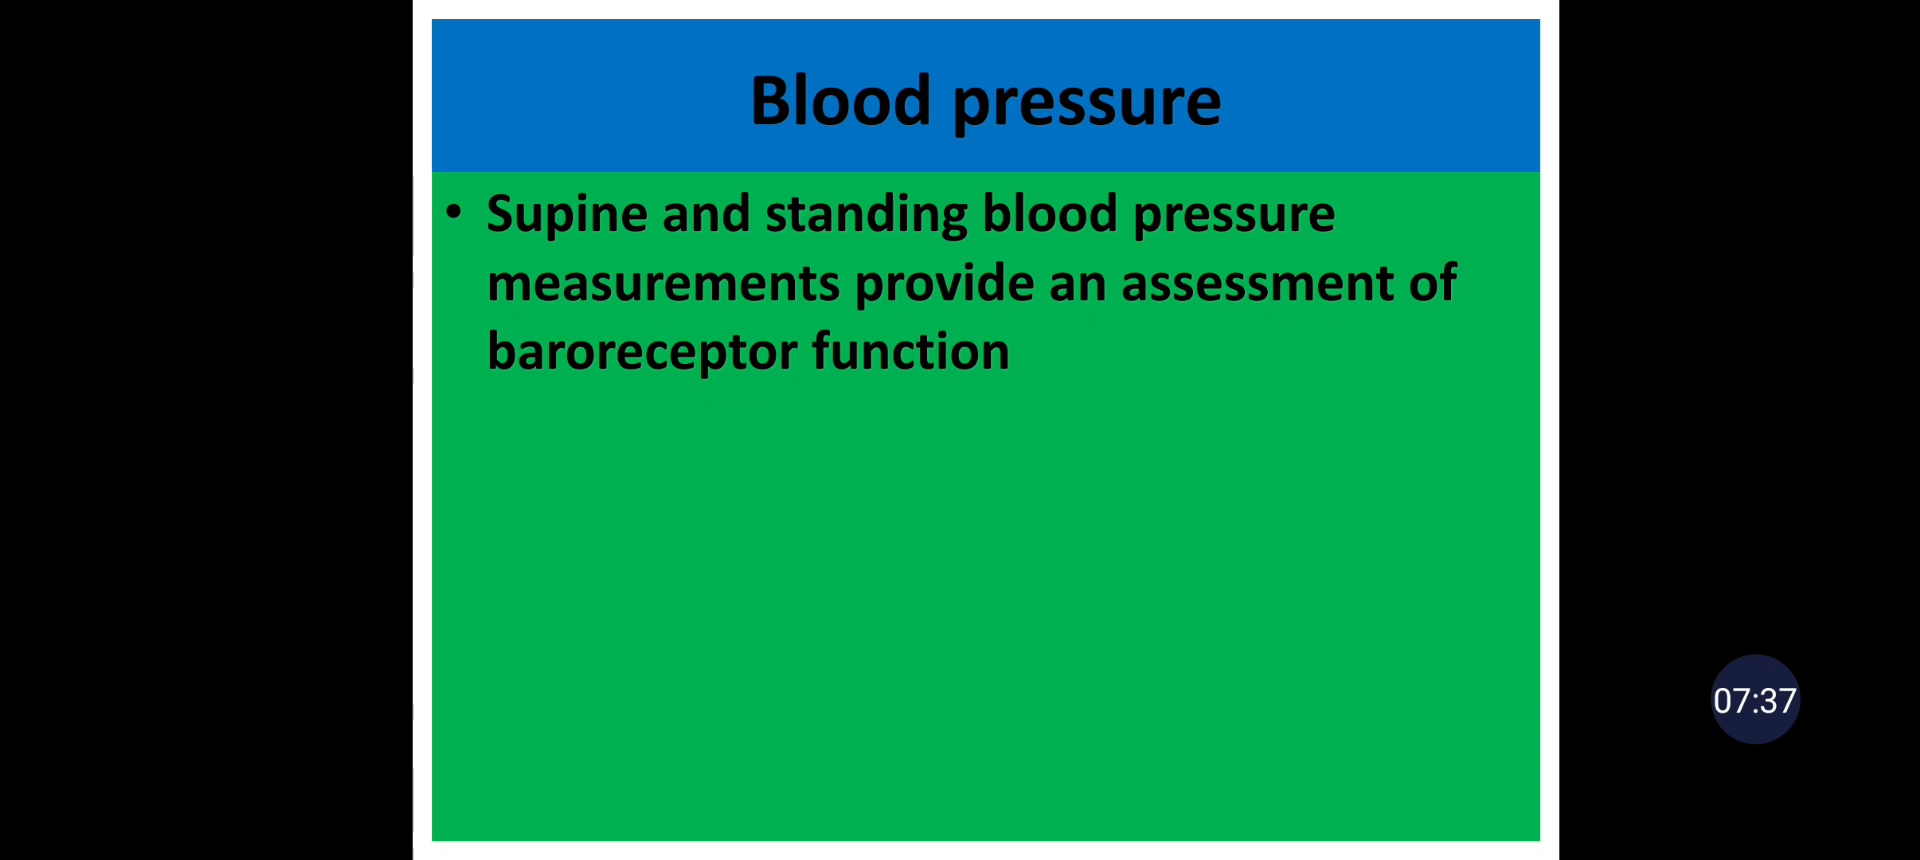 Blood pressure
• Supine and standing blood pressure
measurements provide an assessment of
baroreceptor function
07:37